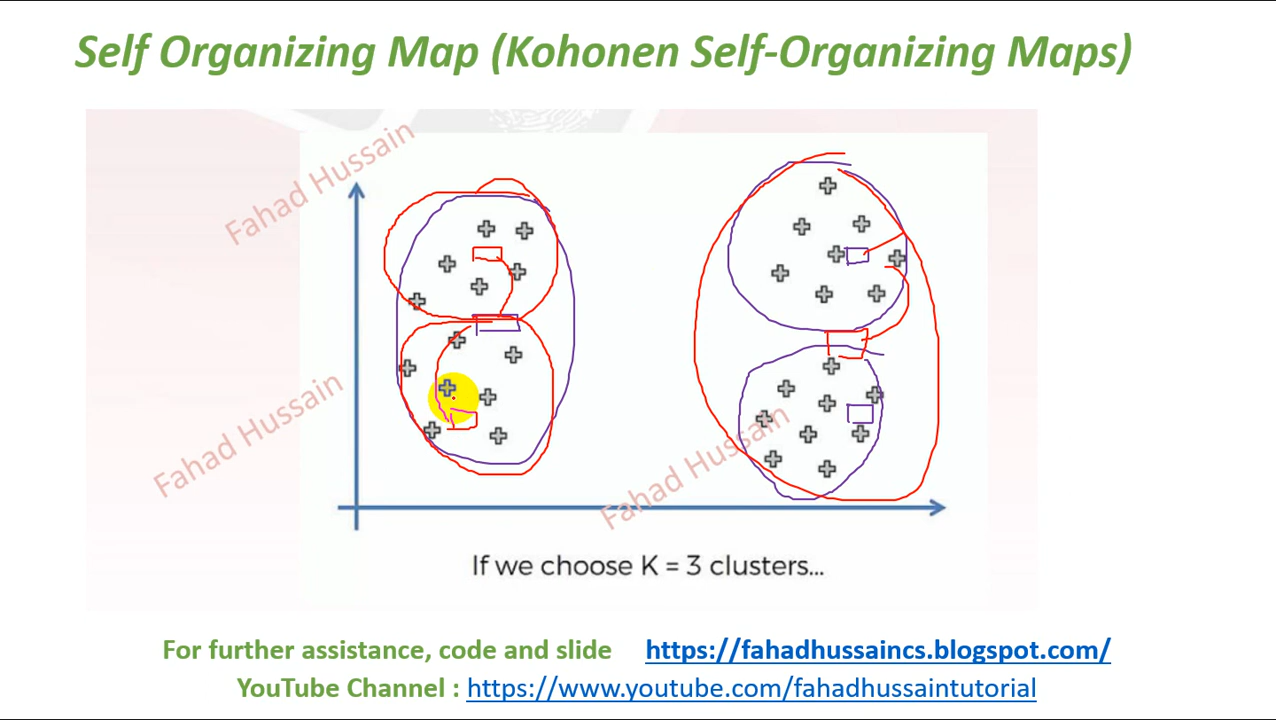 Self Organizing Map (Kohonen Self-Organizing Maps)
Fahad Hussain
Fahad Hussain
Fahad Hussain
If we choose K = 3 clusters...
For further assistance, code and slide https://fahadhussaincs.blogspot.com/
YouTube Channel : https://www.youtube.com/fahadhussaintutorial